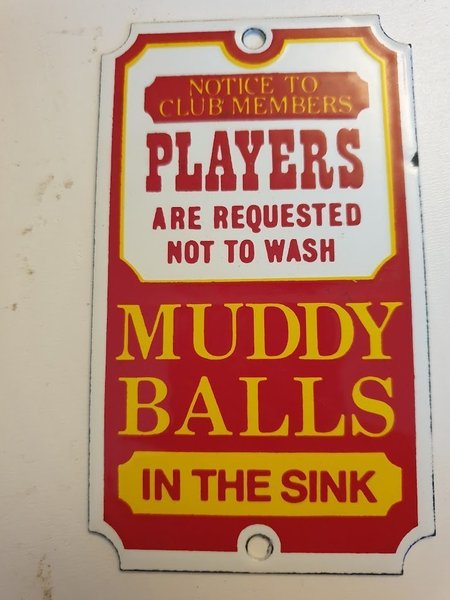 NOTICE TO
CLUB MEMBERS
PLAYERS
ARE REQUESTED
NOT TO WASH
MUDDY
BALLS
IN THE SINK